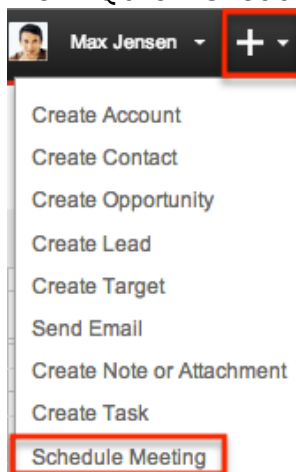 Max Jensen
Create Account
Create Contact
Create Opportunity
Create Lead
Create Target
Send Email
Create Note or Attachment
Create Task
Schedule Meeting